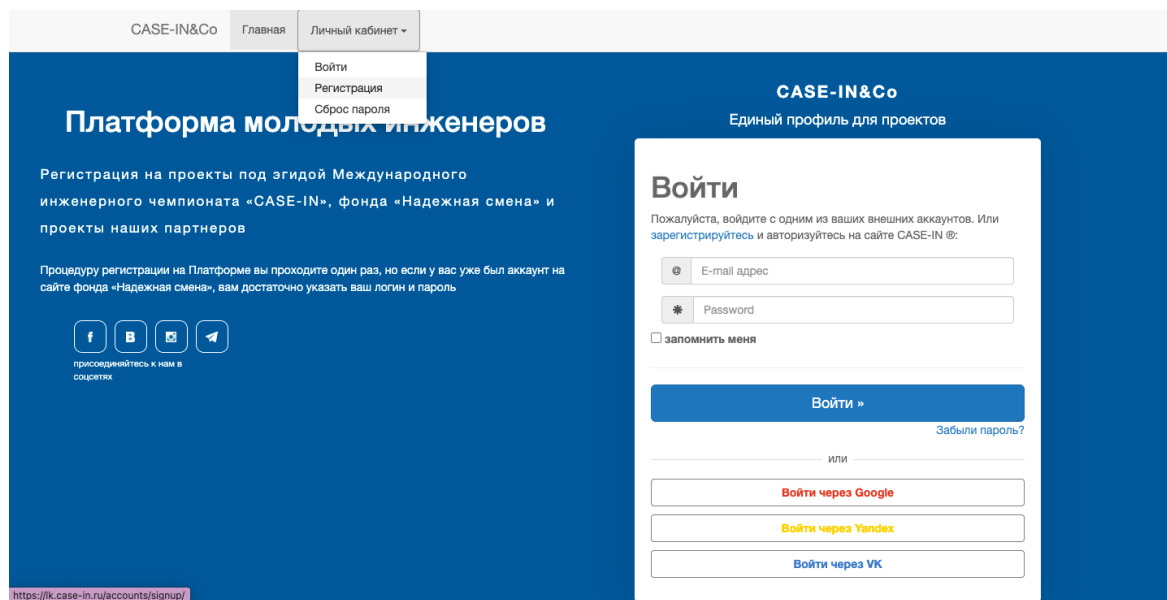 CASE-IN&Co Главная Личный кабинет
Войти
Регистрация
Сброс пароля
Платформа молодых инженеров
Регистрация на проекты под эгидой Международного
инженерного чемпионата «CASE-IN», фонда «Надежная смена» и
проекты наших партнеров
Процедуру регистрации на Платформе вы проходите один раз, но если у вас уже был аккаунт на
сайте фонда «Надежная смена», вам достаточно указать ваш логин и пароль
присоединяйтесь к нам в
соцсетях
CASE-IN&Co
Единый профиль для проектов
Войти
Пожалуйста, войдите с одним из ваших внешних аккаунтов. Или
зарегистрируйтесь и авторизуйтесь на сайте CASE-IN ®:
@ E-mail адрес
Password
запомнить меня
Войти »
Забыли пароль?
или
Войти через Google
Войти через Yandex
Войти через VK
https://lk.case-in.ru/accounts/signup/